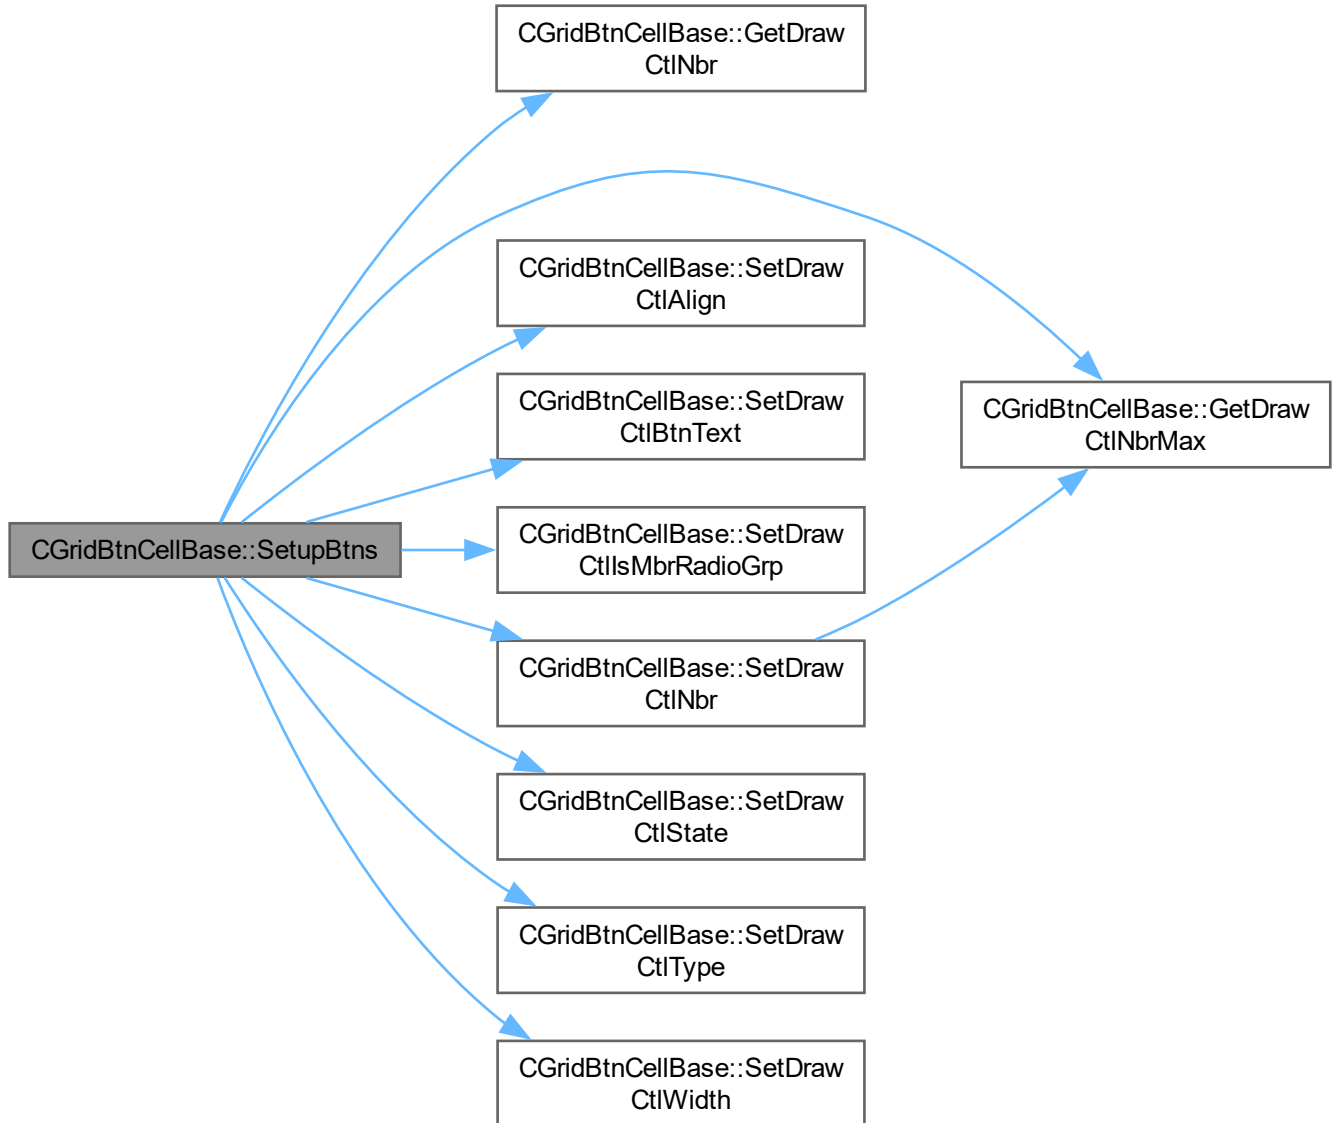 CGridBtnCellBase::GetDraw
CtlNbr
CGridBtnCellBase::SetDraw
CtlAlign
CGridBtnCellBase::SetDraw
CtlBtnText
CGridBtnCellBase::GetDraw
CtlNbrMax
CGridBtnCellBase::SetupBtns
CGridBtnCellBase::SetDraw
CtlIsMbrRadioGrp
CGridBtnCellBase::SetDraw
CtlNbr
CGridBtnCellBase::SetDraw
CtlState
CGridBtnCellBase::SetDraw
CtlType
CGridBtnCellBase::SetDraw
CtlWidth